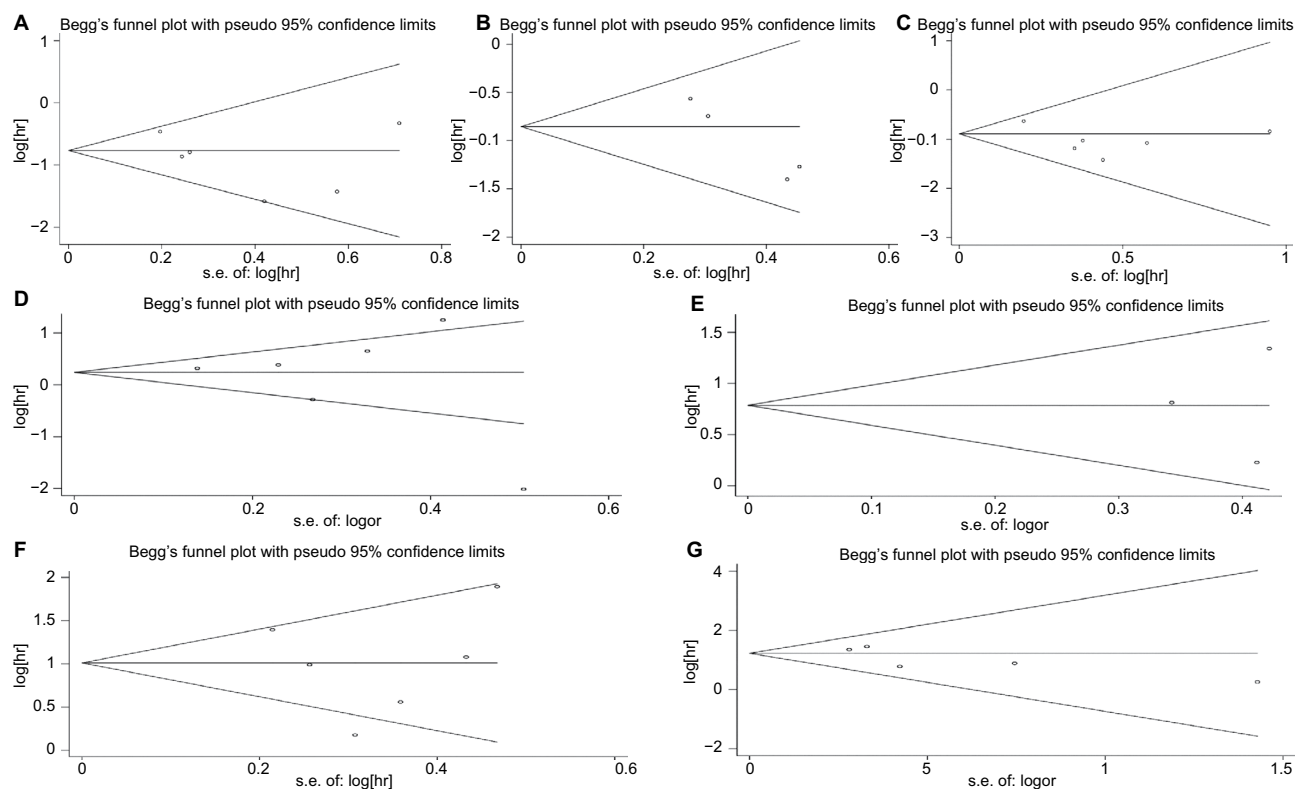 A
Begg's funnel plot with pseudo 95% confidence limits
1
0
−1
−2
log[hr]
0
0.2
0.4
0.6
0.8
s.e. of: log[hr]
B
Begg's funnel plot with pseudo 95% confidence limits
−0
−0.5
−0.1
−1.5
−2
log[hr]
0
0.2
0.4
0.6
s.e. of: log[hr]
C
Begg's funnel plot with pseudo 95% confidence limits
1
0
−0.1
−2
−3
log[hr]
0
0.5
1
s.e. of: log[hr]
D
Begg's funnel plot with pseudo 95% confidence limits
1
0
−1
−2
log[hr]
0
0.2
0.4
0.6
s.e. of: logor
E
Begg's funnel plot with pseudo 95% confidence limits
1.5
1
0.5
0
log[hr]
0
0.1
0.2
0.3
0.4
s.e. of: logor
F
Begg's funnel plot with pseudo 95% confidence limits
2
1.5
1
0.5
0
log[hr]
0
0.2
0.4
0.6
s.e. of: log[hr]
G
Begg's funnel plot with pseudo 95% confidence limits
4
2
0
−2
log[hr]
0
5
1
1.5
s.e. of: logor